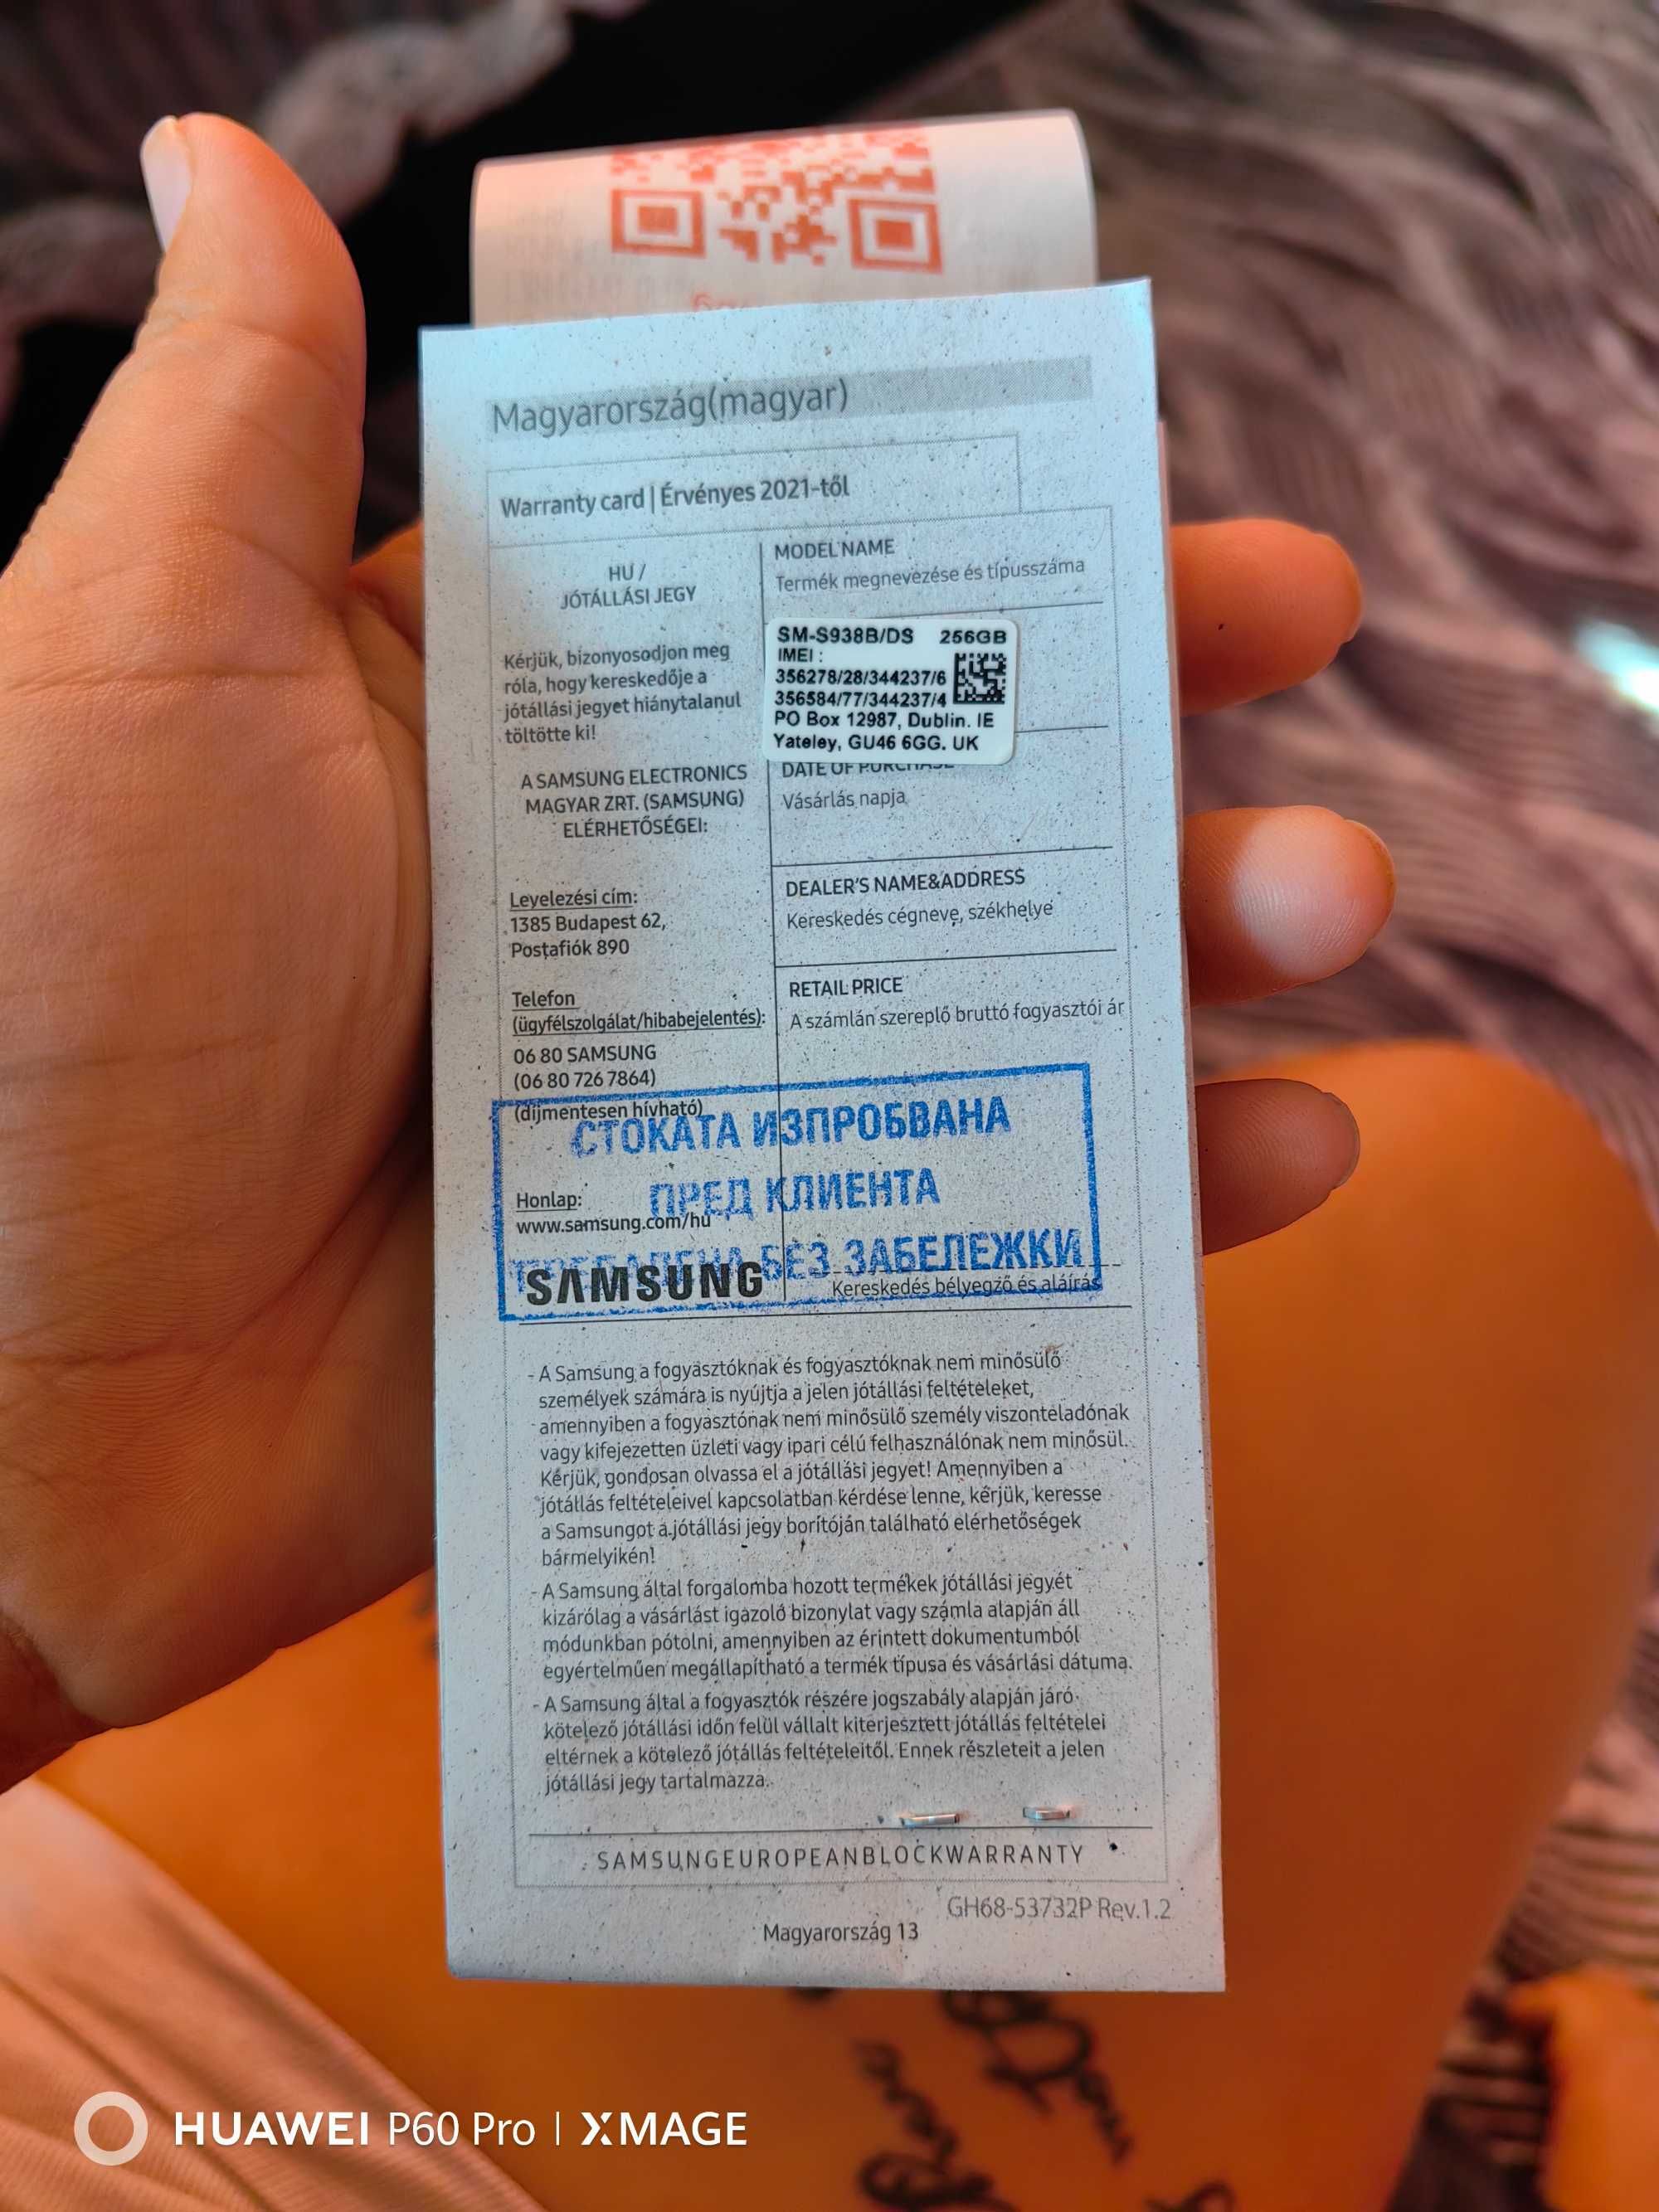 Magyarország(magyar)
Warranty card | Érvényes 2021-től
HU /
JÓTÁLLÁSI JEGY
Kérjük, bizonyosodjon meg
róla, hogy kereskedője a
jótállási jegyet hiánytalanul
töltötte ki!
A SAMSUNG ELECTRONICS
MAGYAR ZRT. (SAMSUNG)
ELÉRHETŐSÉGEI:
Levelezési cím:
1385 Budapest 62,
Postafiók 890
Telefon
(ügyfélszolgálat/hibabejelentés):
06 80 SAMSUNG
(06 80 726 7864)
(díjmentesen hívható)
Honlap:
www.samsung.com/hu
SAMSUNG
MODEL NAME
Termék megnevezése és típusszáma
SM-S938B/DS 256GB
IMEI :
356278/28/344237/6
356584/77/344237/4
PO Box 12987, Dublin. IE
Yateley, GU46 6GG. UK
DATE OF PURCHASE
Vásárlás napja
DEALER'S NAME&ADDRESS
Kereskedés cégneve, székhelye
RETAIL PRICE
A számlán szereplő bruttó fogyasztói ár
СТОКАТА ИЗПРОБВАНА
ПРЕД КЛИЕНТА
БЕЗ ЗАБЕЛЕЖКИ
Kereskedés bélyegző és aláírás
- A Samsung a fogyasztóknak és fogyasztóknak nem minősülő
személyek számára is nyújtja a jelen jótállási feltételeket,
amennyiben a fogyasztónak nem minősülő személy viszonteladónak
vagy kifejezetten üzleti vagy ipari célú felhasználónak nem minősül.
Kérjük, gondosan olvassa el a jótállási jegyet! Amennyiben a
jótállás feltételeivel kapcsolatban kérdése lenne, kérjük, keresse
a Samsungot a jótállási jegy borítóján található elérhetőségek
bármelyikén!
- A Samsung által forgalomba hozott termékek jótállási jegyét
kizárólag a vásárlást igazoló bizonylat vagy számla alapján áll
módunkban pótolni, amennyiben az érintett dokumentumból
egyértelműen megállapítható a termék típusa és vásárlási dátuma.
- A Samsung által a fogyasztók részére jogszabály alapján járó
kötelező jótállási időn felül vállalt kiterjesztett jótállás feltételei
eltérnek a kötelező jótállás feltételeitől. Ennek részleteit a jelen
jótállási jegy tartalmazza.
SAMSUNGEUROPEANBLOCKWARRANTY
GH68-53732P Rev.1.2
Magyarország 13
HUAWEI P60 Pro | XMAGE